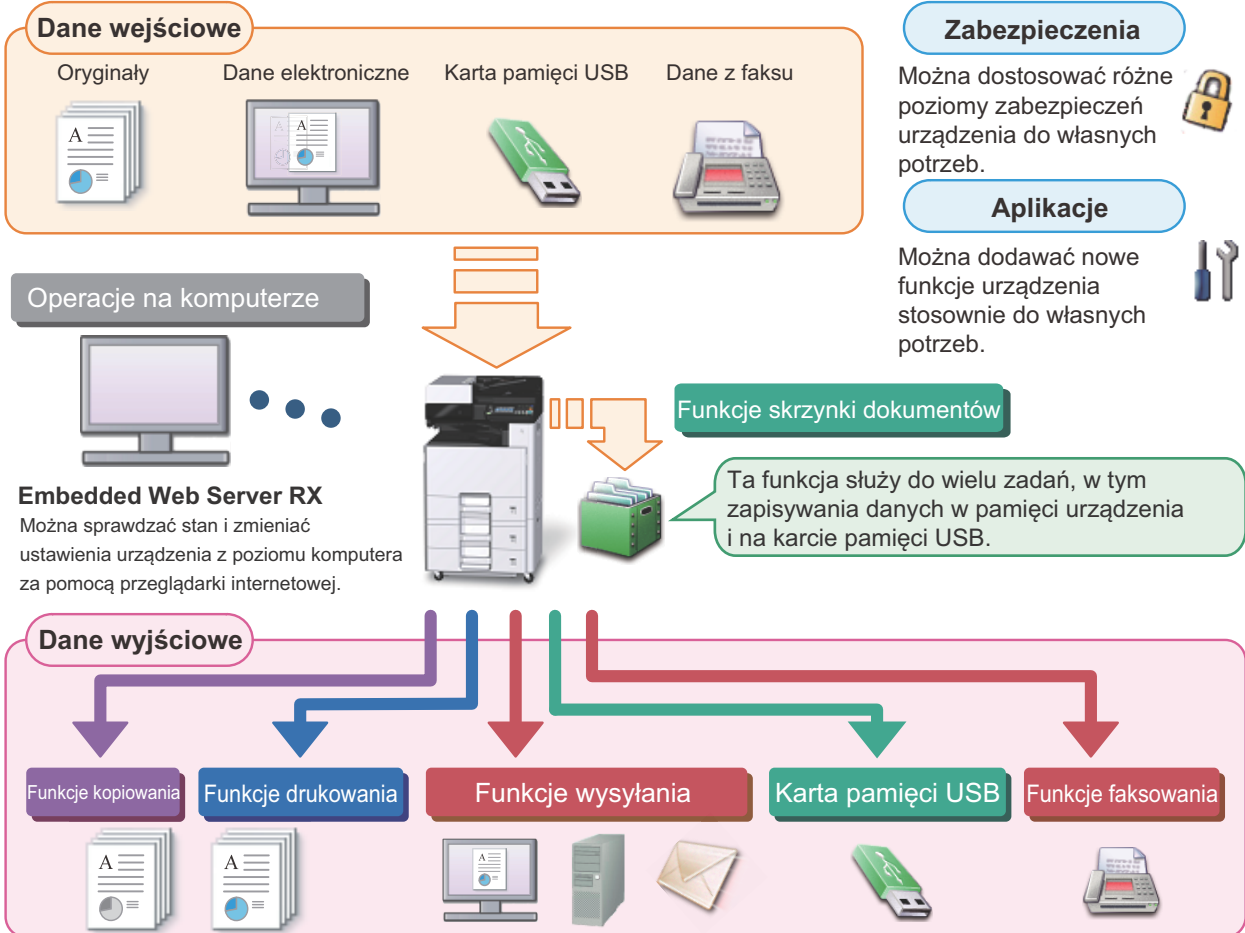 Dane wejściowe
Oryginały
Dane elektroniczne
Karta pamięci USB
Dane z faksu
Zabezpieczenia
Można dostosować różne
poziomy zabezpieczeń
urządzenia do własnych
potrzeb.
Aplikacje
Można dodawać nowe
funkcje urządzenia
stosownie do własnych
potrzeb.
Operacje na komputerze
Embedded Web Server RX
Można sprawdzać stan i zmieniać
ustawienia urządzenia z poziomu komputera
za pomocą przeglądarki internetowej.
Funkcje skrzynki dokumentów
Ta funkcja służy do wielu zadań, w tym
zapisywania danych w pamięci urządzenia
i na karcie pamięci USB.
Dane wyjściowe
Funkcje kopiowania
Funkcje drukowania
Funkcje wysyłania
Karta pamięci USB
Funkcje faksowania
A
A
A
A
A
A